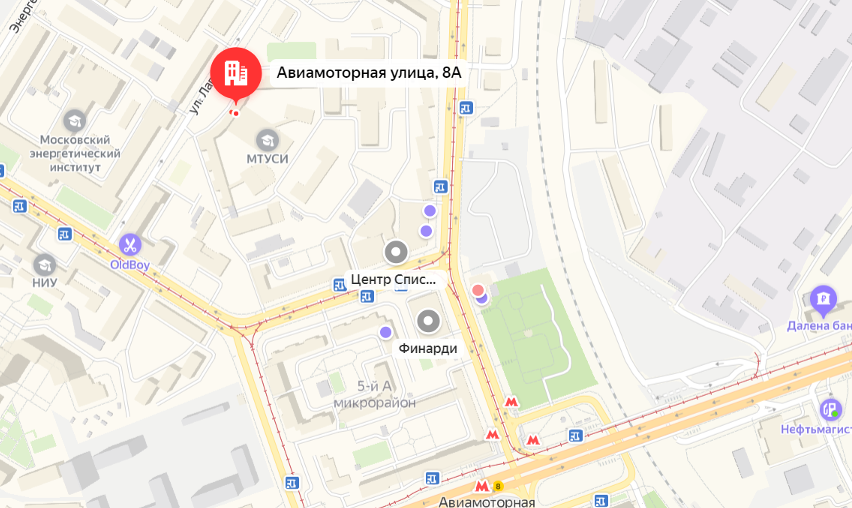 Энерге
ул. Ла
Авиамоторная улица, 8А
Московский
энергетический
институт
МТУСИ
OldBoy
НИУ
Центр Спис...
Далена бан
Финарди
5-й А
микрорайон
Нефтьмагист
8
Авиамоторная